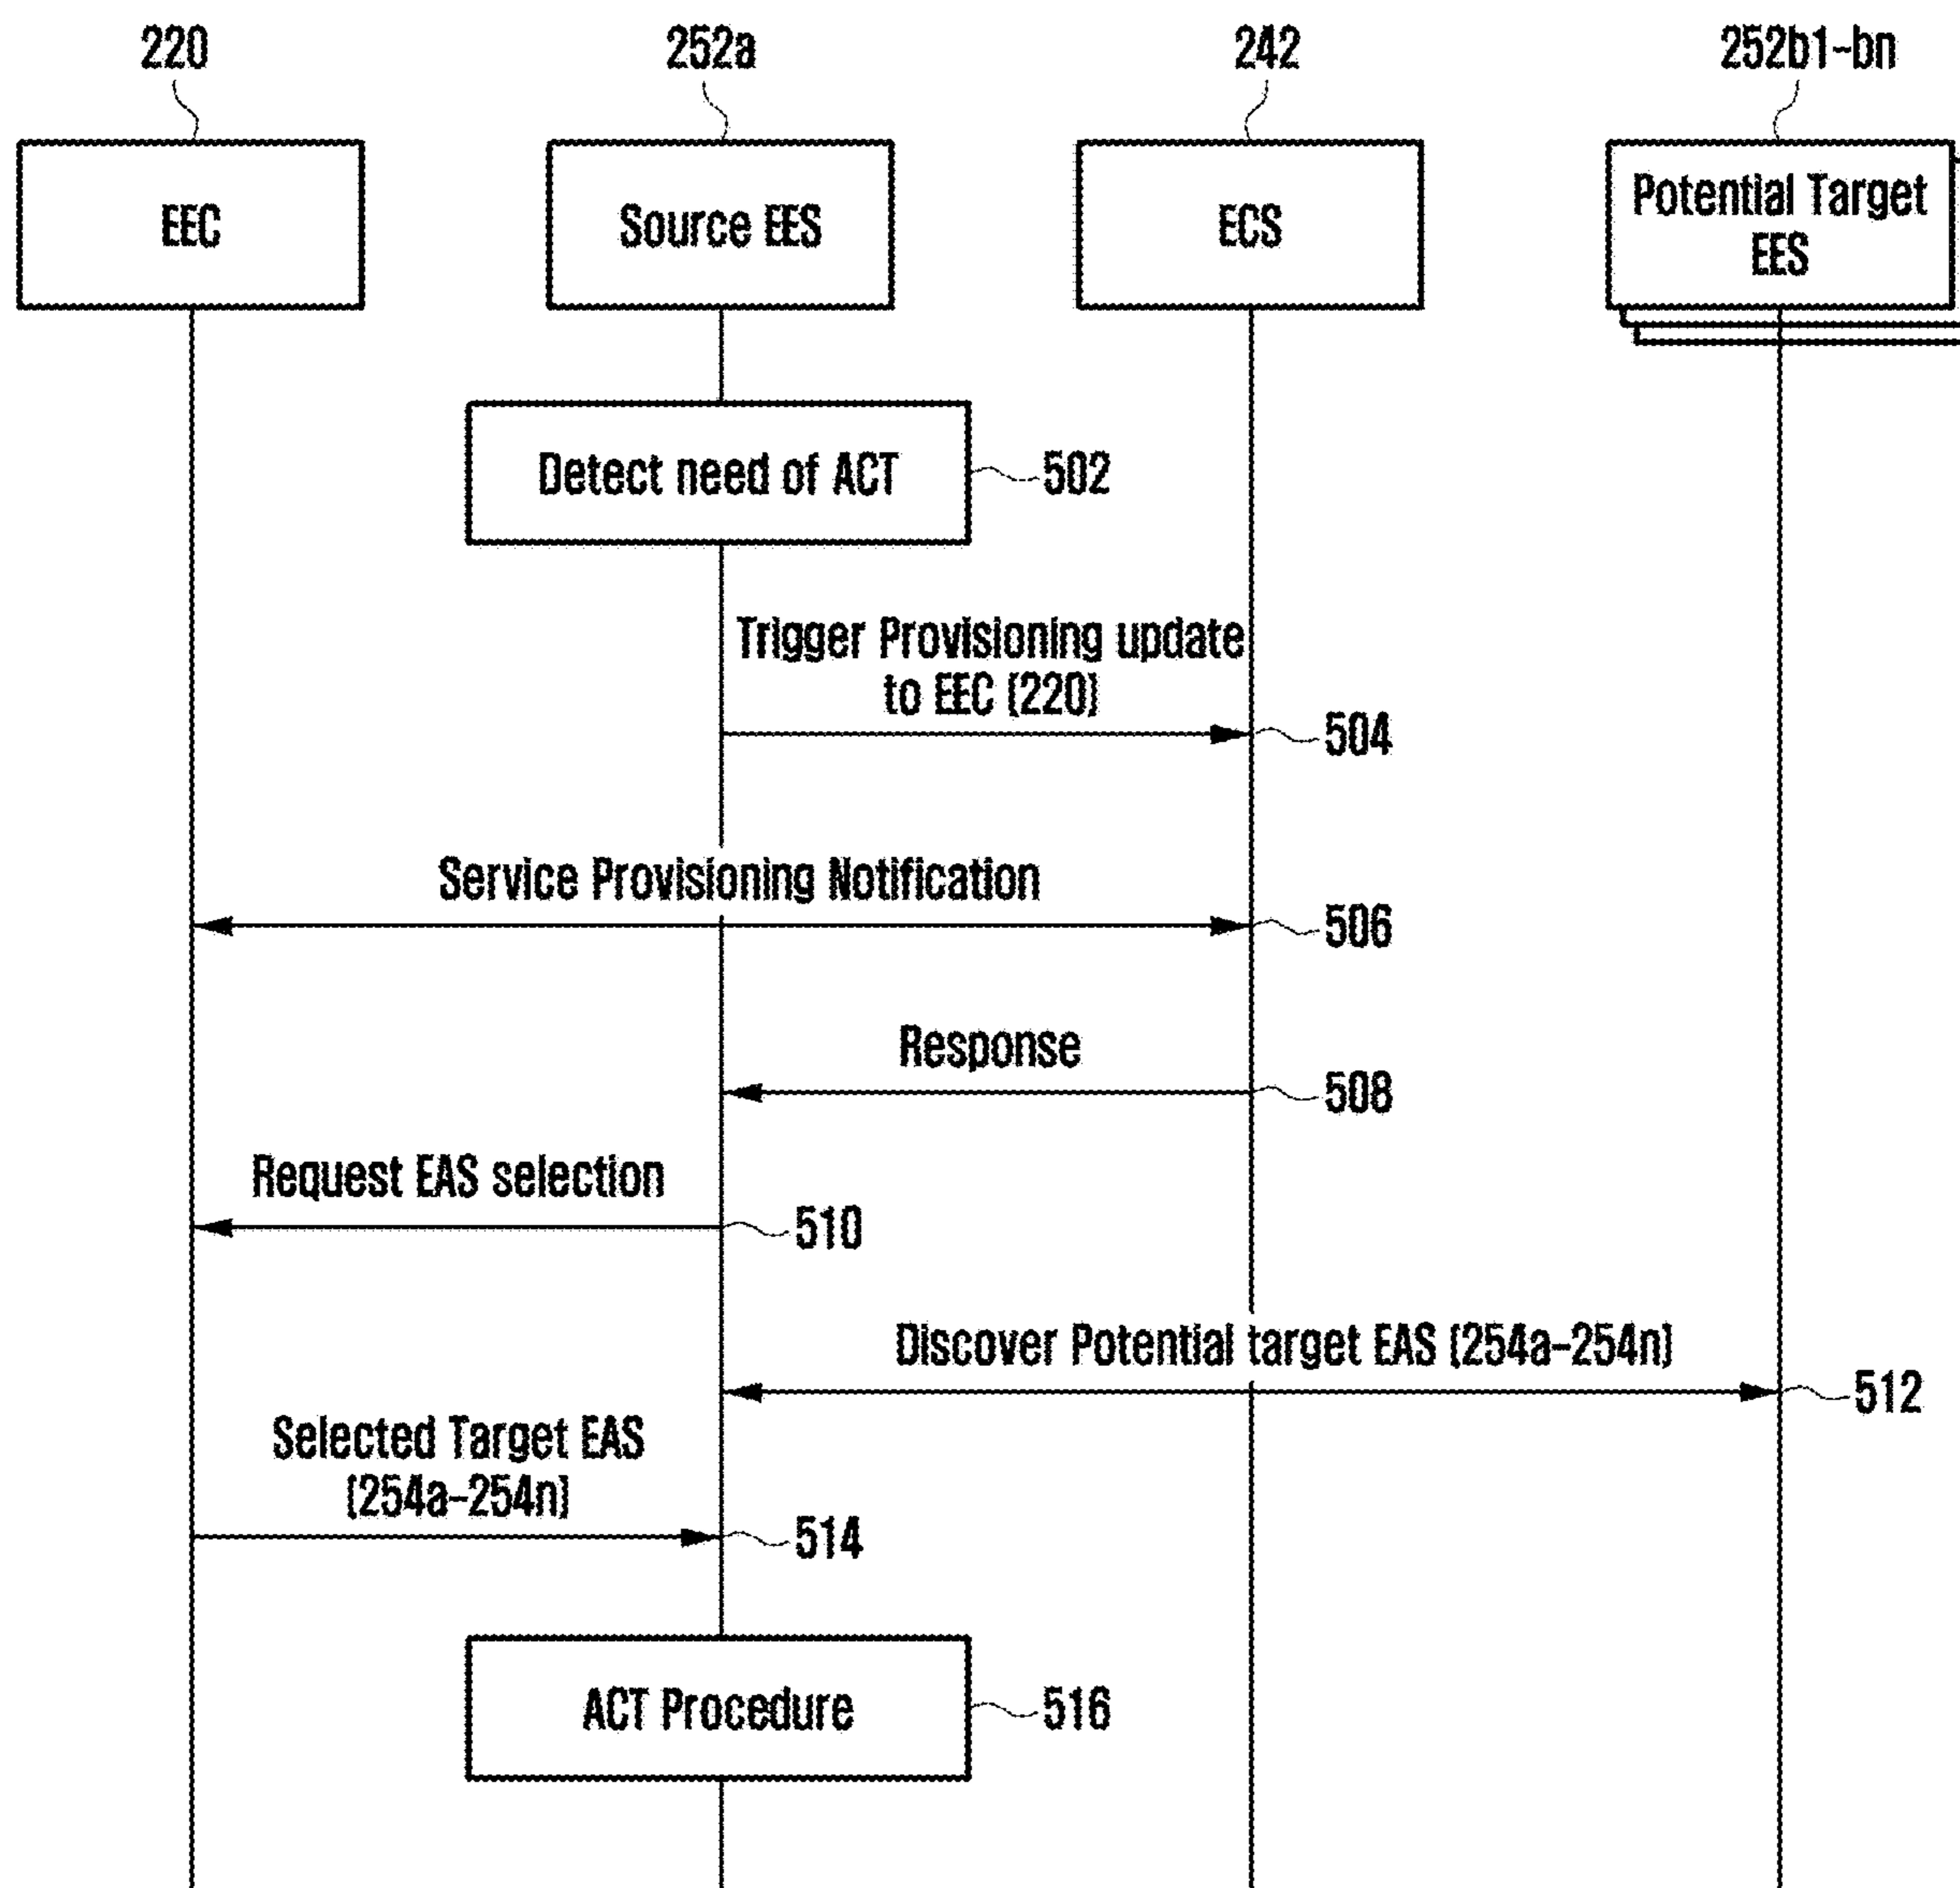 220
252a
242
252b1-bn
EEC
Source EES
ECS
Potential Target
EES
Detect need of ACT
502
Trigger Provisioning update
to EEC [220]
504
Service Provisioning Notification
506
Response
508
Request EAS selection
510
Discover Potential target EAS [254a-254n]
512
Selected Target EAS
[254a-254n]
514
ACT Procedure
516